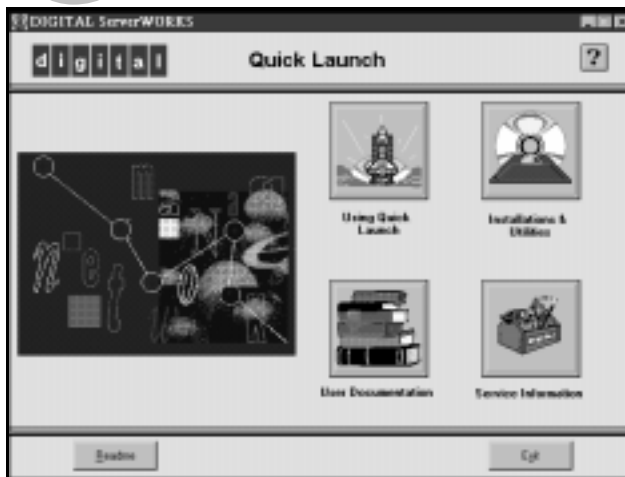 DIGITAL ServerWORKS
digital
Quick Launch
?
Using Quick
Launch
Installations &
Utilities
User Documentation
Service Information
Readme
Exit